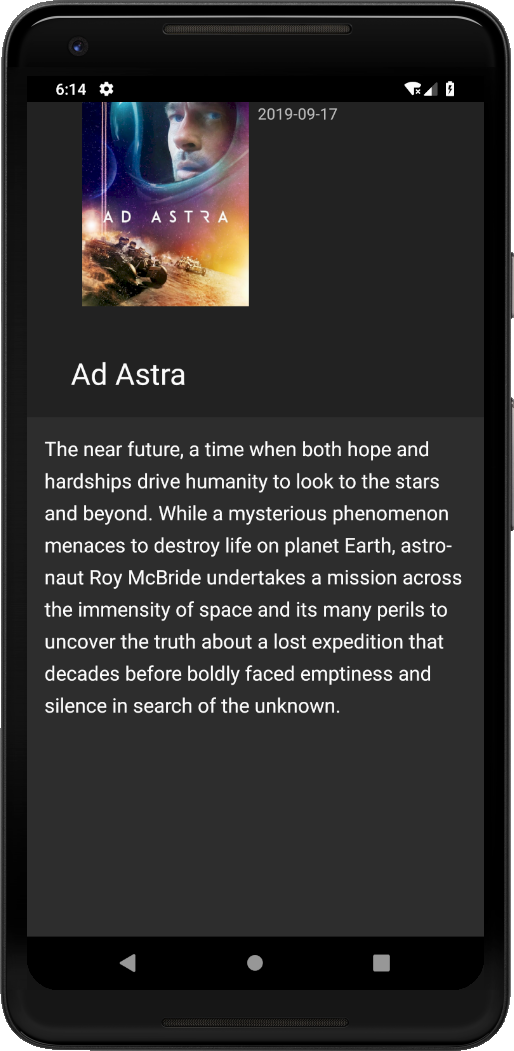 6:14
2019-09-17
AD ASTRA
Ad Astra
The near future, a time when both hope and
hardships drive humanity to look to the stars
and beyond. While a mysterious phenomenon
menaces to destroy life on planet Earth, astro-
naut Roy McBride undertakes a mission across
the immensity of space and its many perils to
uncover the truth about a lost expedition that
decades before boldly faced emptiness and
silence in search of the unknown.